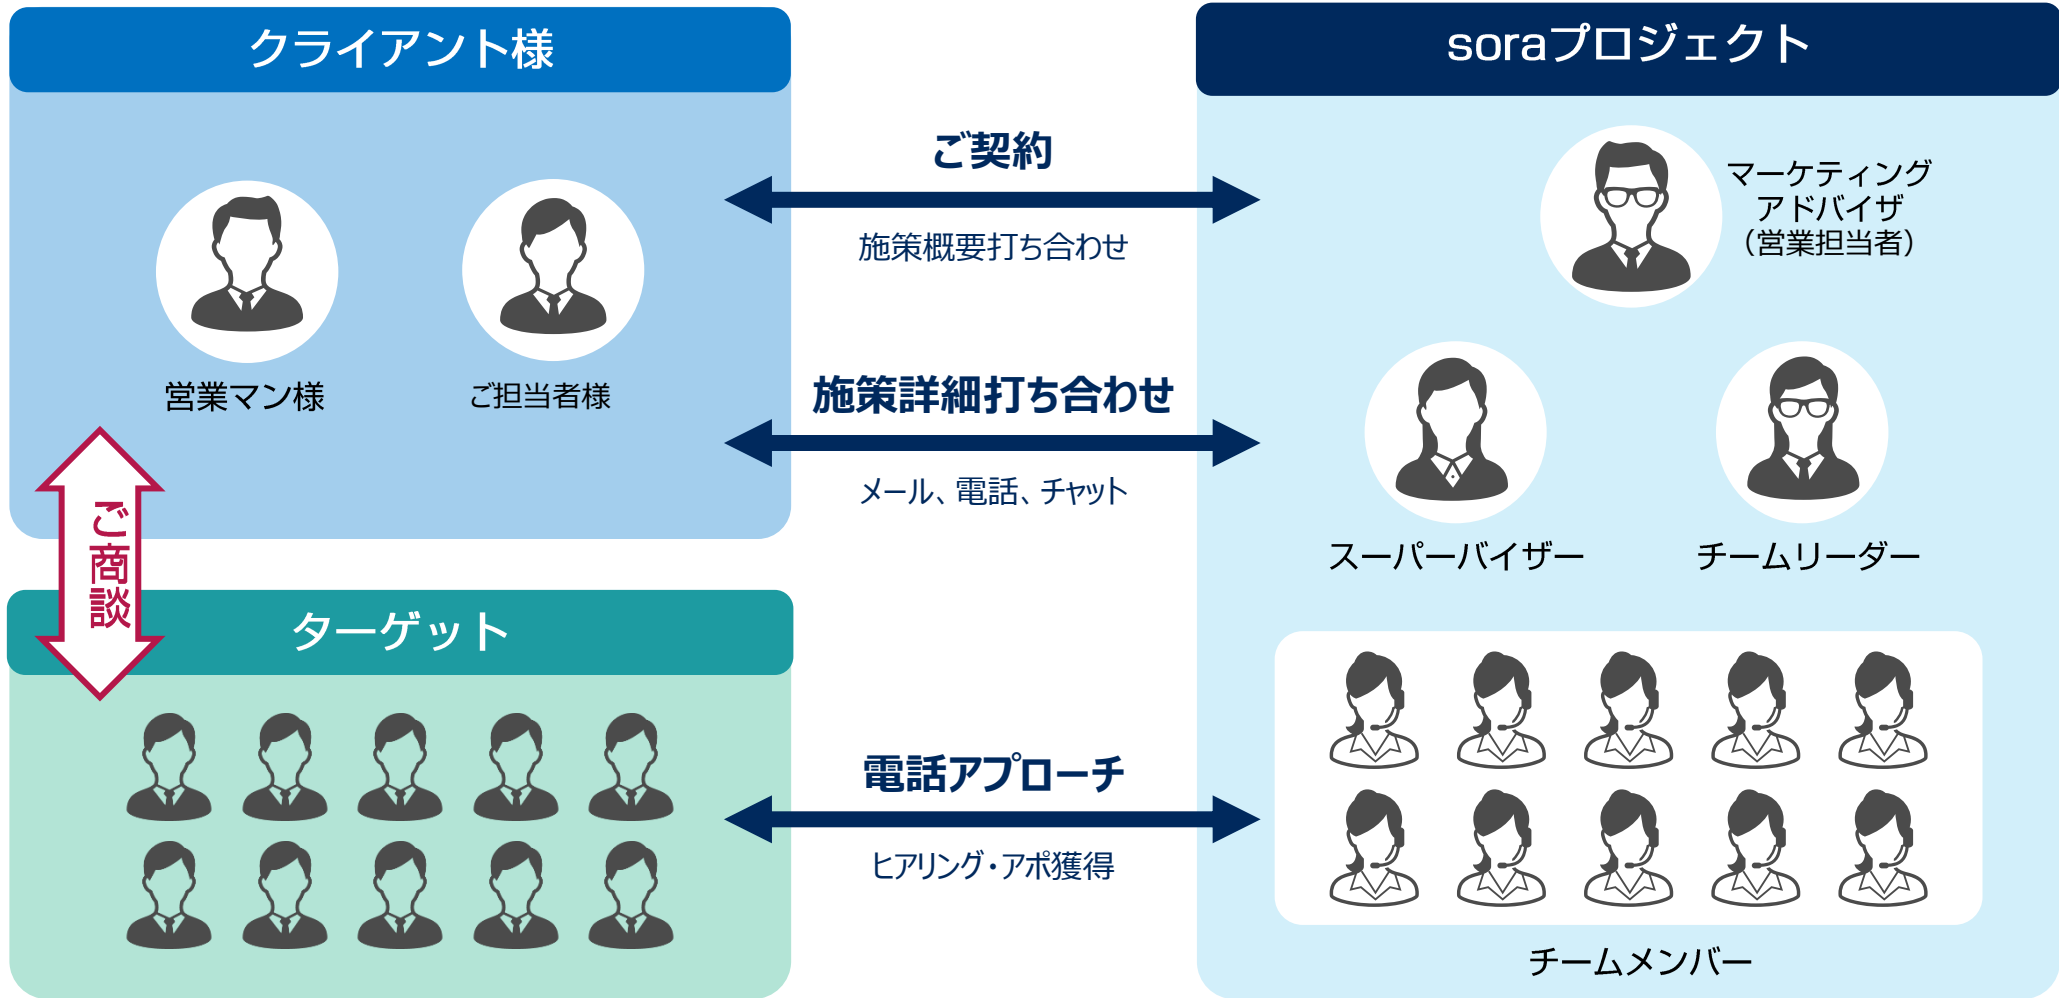 クライアント様
営業マン様
ご担当者様
ご商談
ターゲット
ご契約
施策概要打ち合わせ
施策詳細打ち合わせ
メール、電話、チャット
電話アプローチ
ヒアリング・アポ獲得
soraプロジェクト
マーケティング
アドバイザ
（営業担当者）
スーパーバイザー
チームリーダー
チームメンバー